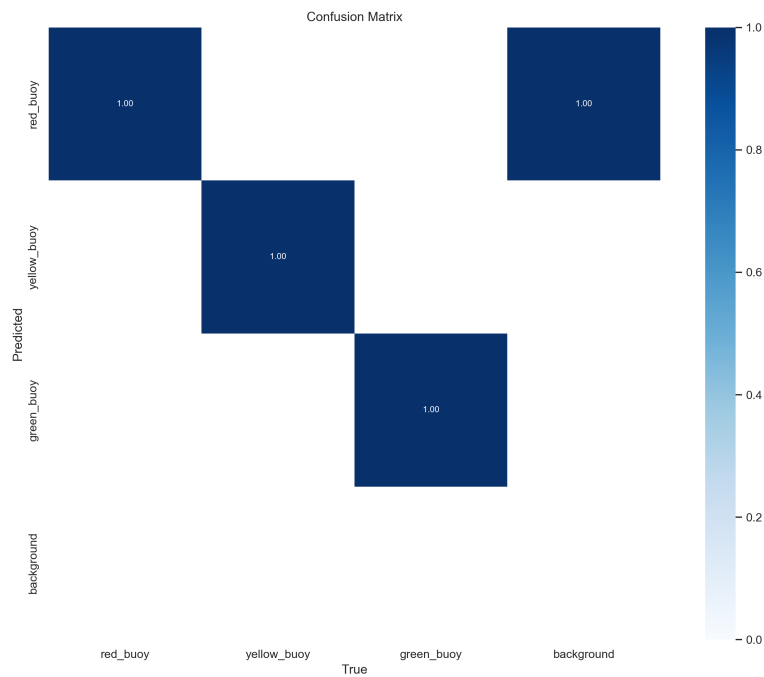 Confusion Matrix
1.0
red_buoy
1.00
1.00
0.8
yellow_buoy
1.00
0.6
Predicted
green_buoy
1.00
0.4
0.2
background
0.0
red_buoy
yellow_buoy
green_buoy
background
True